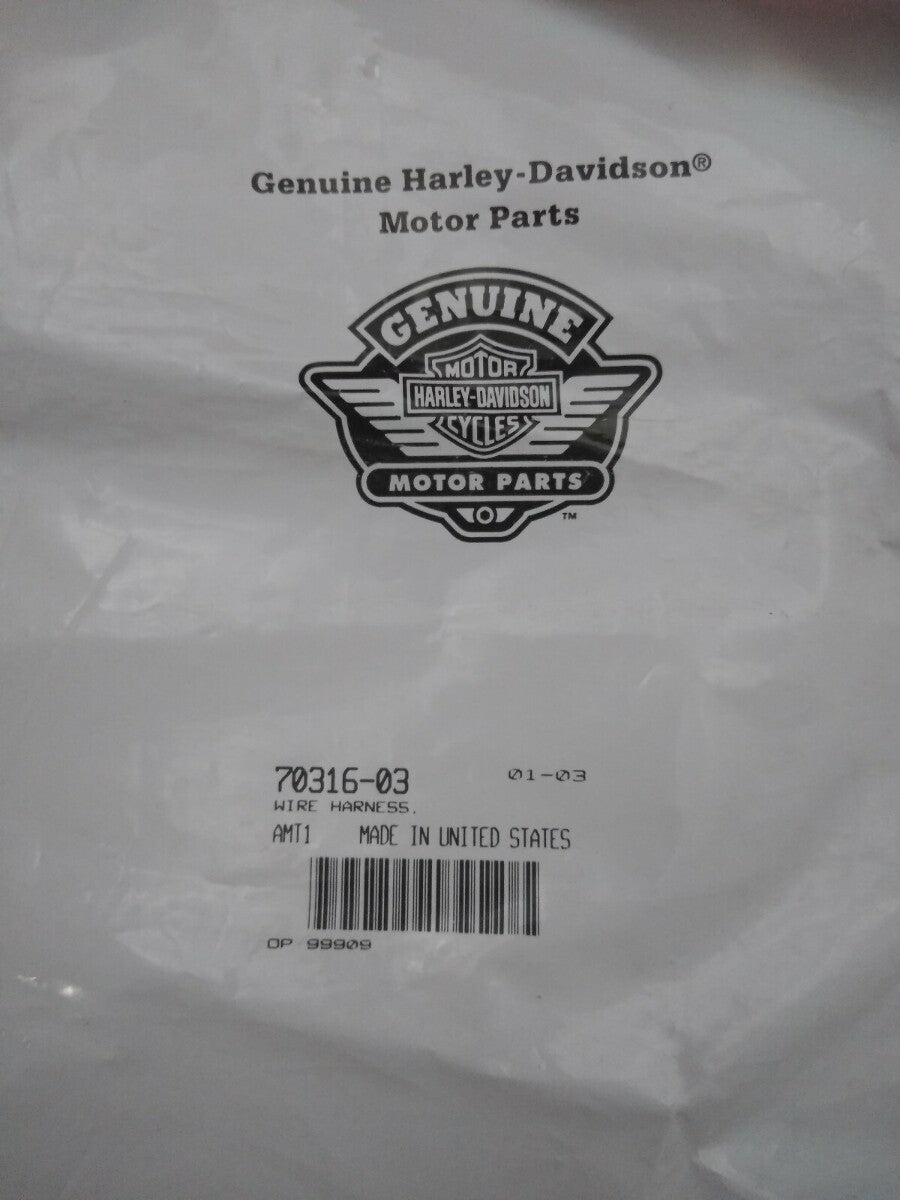 Genuine Harley-Davidson®
Motor Parts
GENUINE
MOTOR
HARLEY-DAVIDSON
CYCLES
MOTOR PARTS
TM
70316-03 01-03
WIRE HARNESS.
AMT1 MADE IN UNITED STATES
OP 99909